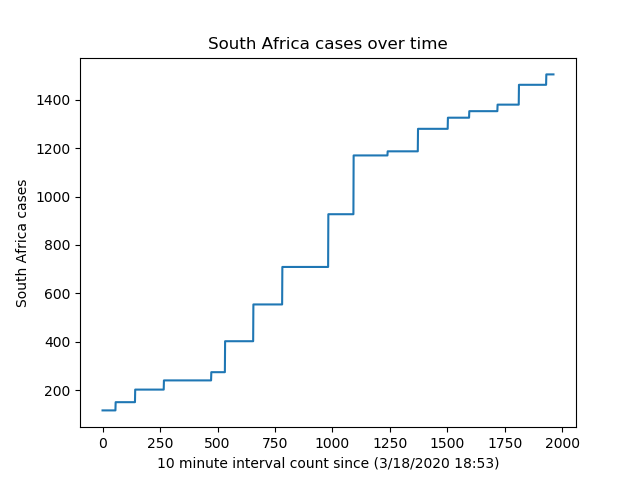 South Africa cases over time
South Africa cases
1400
1200
1000
800
600
400
200
0 250 500 750 1000 1250 1500 1750 2000
10 minute interval count since (3/18/2020 18:53)